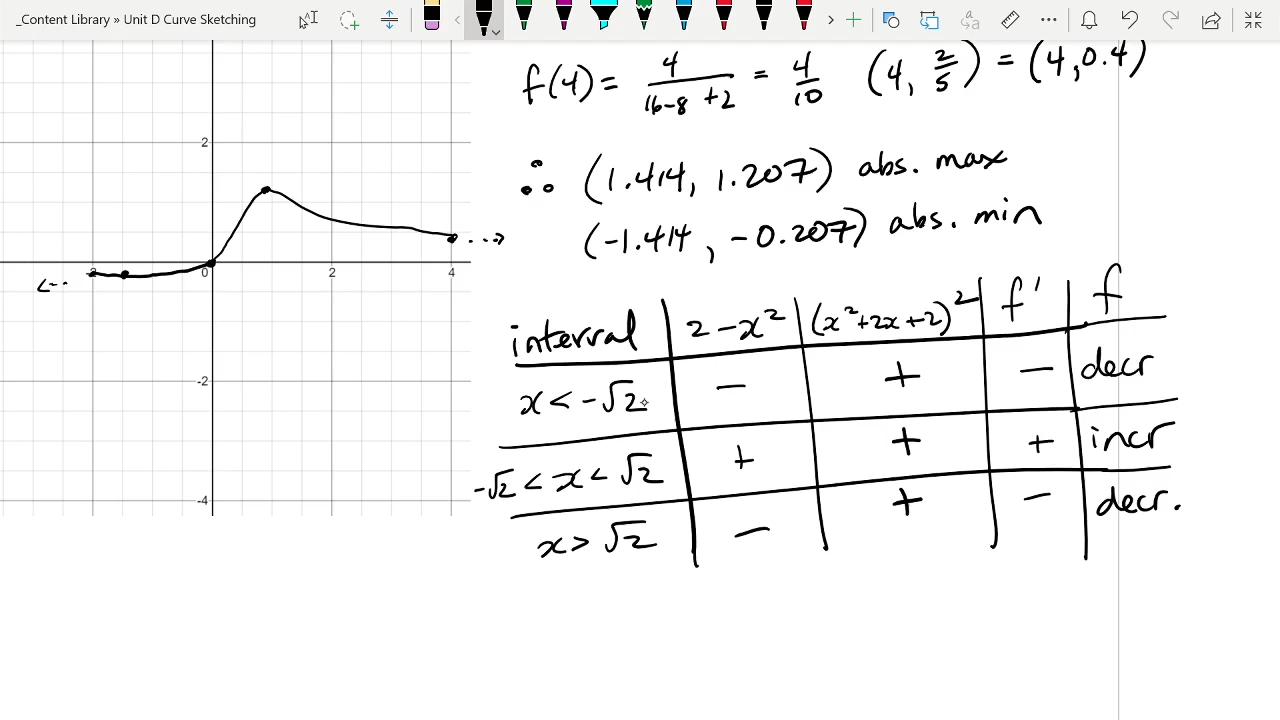 _Content Library » Unit D Curve Sketching
f(4) = 4/(16-8+2) = 4/10 (4, 2/5) = (4, 0.4)
∴ (1.414, 1.207) abs. max
(-1.414, -0.207) abs. min
2
-2 0 2 4
-2
-4
interval 2-x² (x²+2x+2)² f' f
x < -√2 - + - decr
-√2 < x < √2 + + + incr
x > √2 - + - decr.